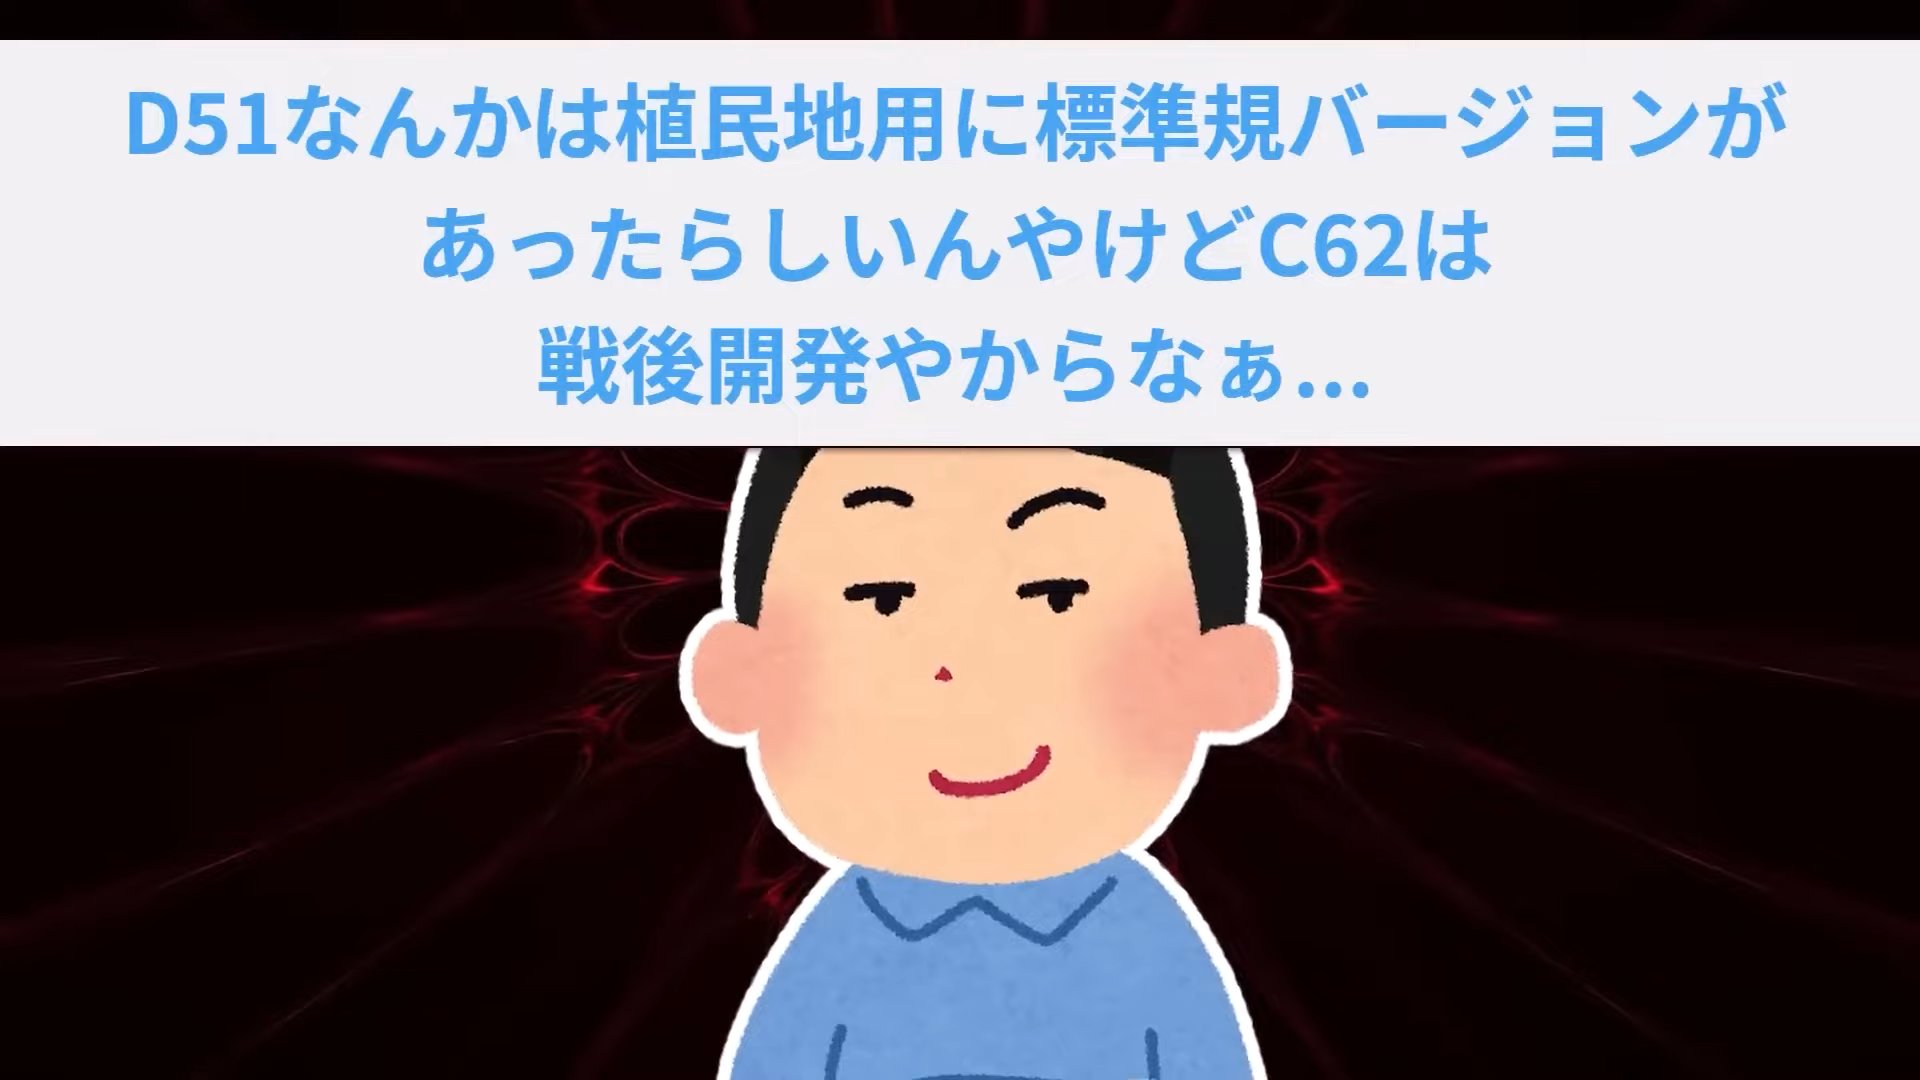 D51なんかは植民地用に標準規バージョンが
あったらしいんやけどC62は
戦後開発やからなぁ...